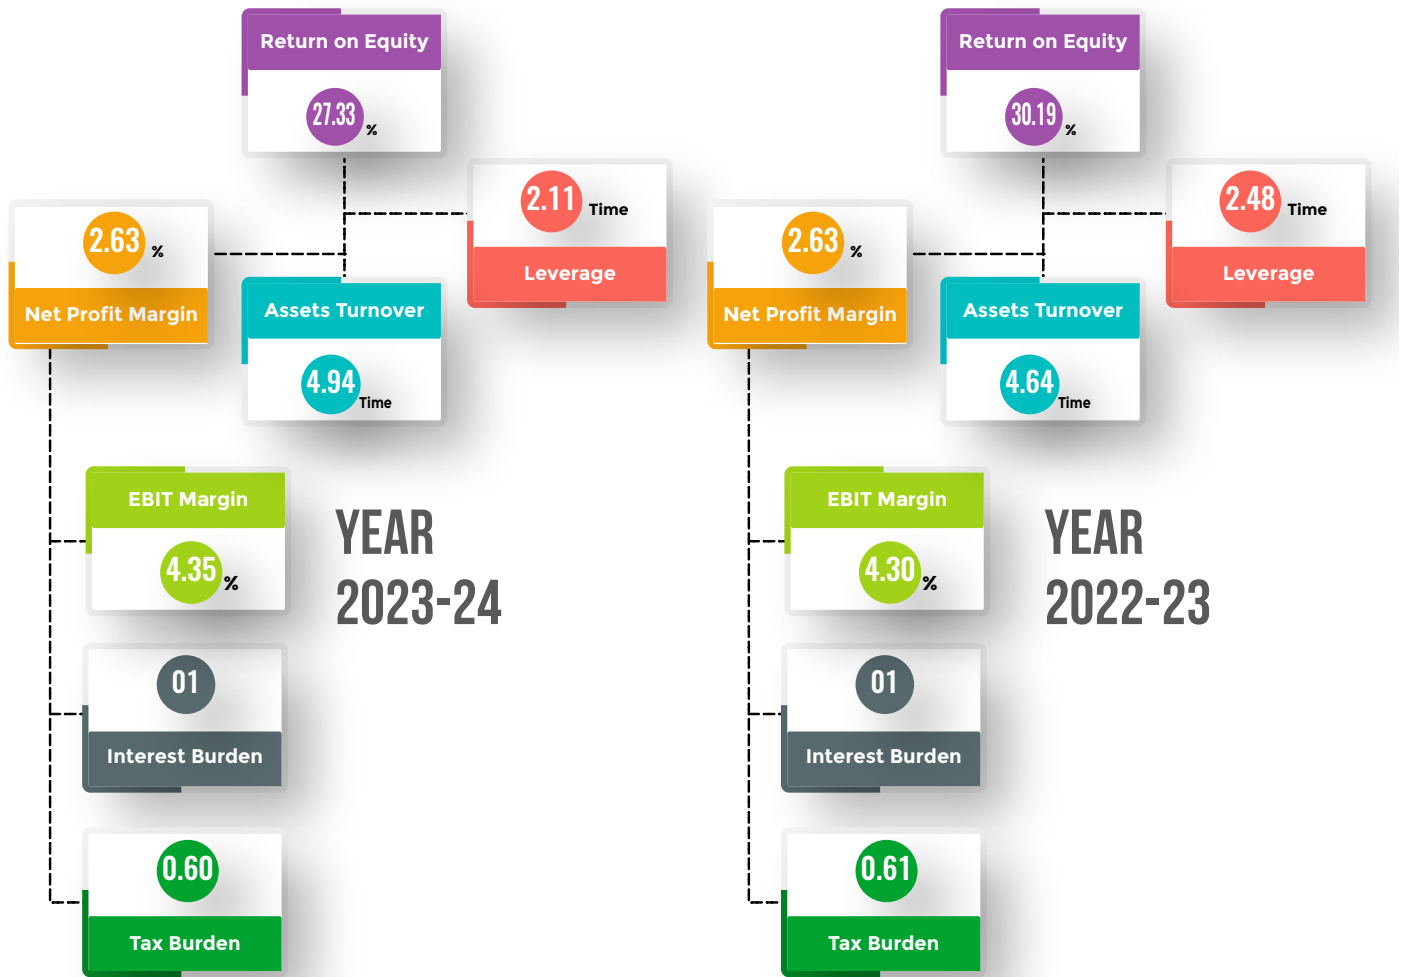 Return on Equity
27.33 %
2.11 Time
Leverage
2.63 %
Net Profit Margin
Assets Turnover
4.94 Time
EBIT Margin
4.35 %
YEAR
2023-24
01
Interest Burden
0.60
Tax Burden
Return on Equity
30.19 %
2.48 Time
Leverage
2.63 %
Net Profit Margin
Assets Turnover
4.64 Time
EBIT Margin
4.30 %
YEAR
2022-23
01
Interest Burden
0.61
Tax Burden